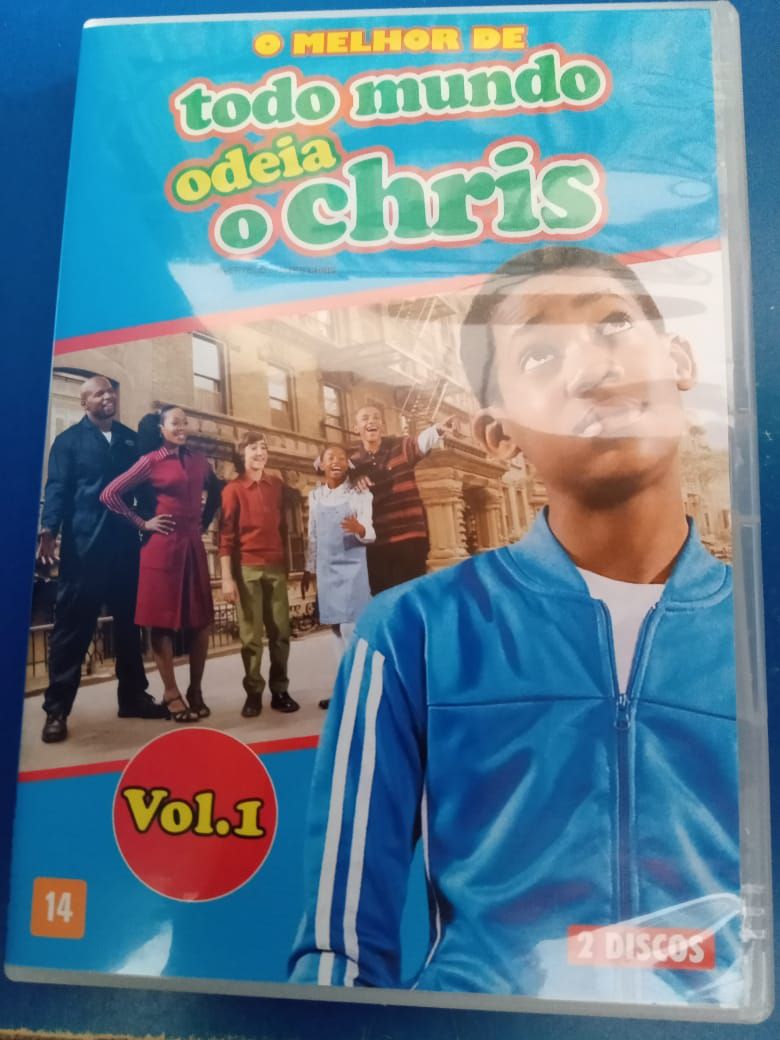 O MELHOR DE
todo mundo
odeia
o chris
Vol.1
14
2 DISCOS